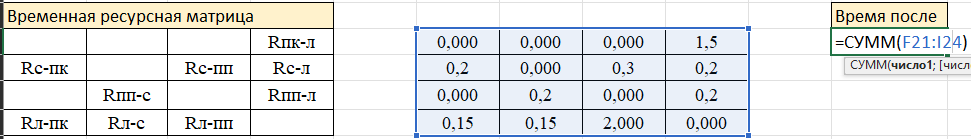 Временная ресурсная матрица Время после
Rпк-л 0,000 0,000 0,000 1,5 =СУММ(F21:I24)
Rс-пк Rс-пп Rс-л 0,2 0,000 0,3 0,2 СУММ(число1; [число
Rпп-с Rпп-л 0,000 0,2 0,000 0,2
Rл-пк Rл-с Rл-пп 0,15 0,15 2,000 0,000